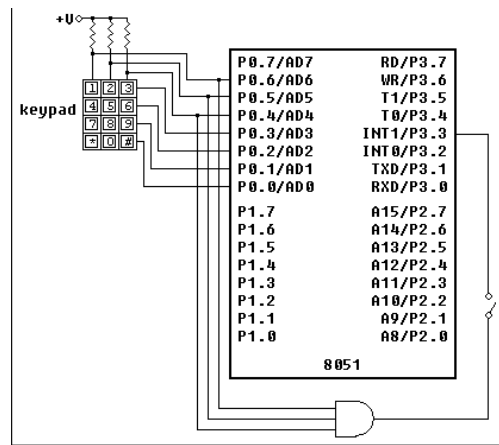 +V
keypad
1 2 3
4 5 6
7 8 9
* 0 #
P0.7/AD7 RD/P3.7
P0.6/AD6 WR/P3.6
P0.5/AD5 T1/P3.5
P0.4/AD4 T0/P3.4
P0.3/AD3 INT1/P3.3
P0.2/AD2 INT0/P3.2
P0.1/AD1 TXD/P3.1
P0.0/AD0 RXD/P3.0
P1.7 A15/P2.7
P1.6 A14/P2.6
P1.5 A13/P2.5
P1.4 A12/P2.4
P1.3 A11/P2.3
P1.2 A10/P2.2
P1.1 A9/P2.1
P1.0 A8/P2.0
8051